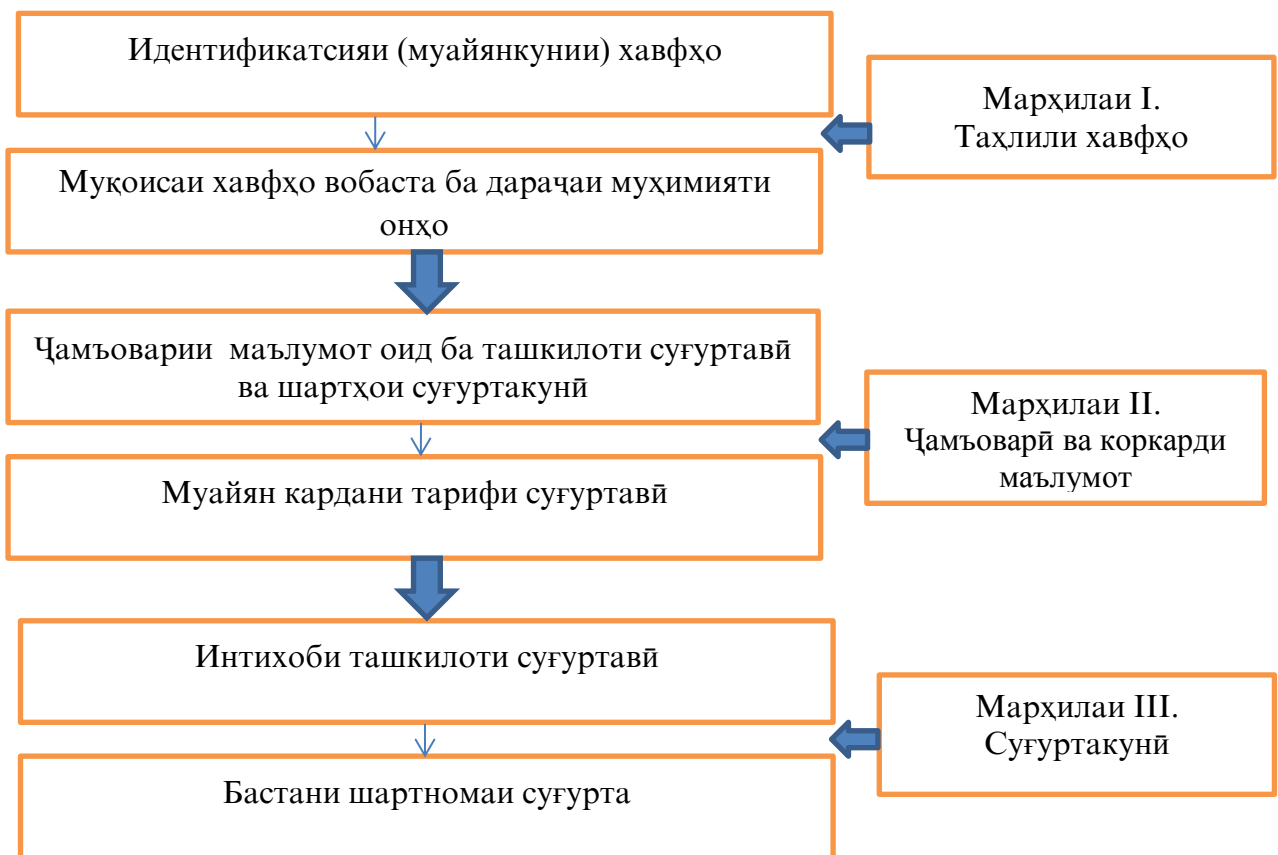 Идентификатсияи (муайянкунии) хавфҳо
Марҳилаи I.
Таҳлили хавфҳо
Муқоисаи хавфҳо вобаста ба дараҷаи муҳимияти
онҳо
Ҷамъоварии маълумот оид ба ташкилоти суғуртавӣ
ва шартҳои суғуртакунӣ
Марҳилаи II.
Ҷамъоварӣ ва коркарди
маълумот
Муайян кардани тарифи суғуртавӣ
Интихоби ташкилоти суғуртавӣ
Марҳилаи III.
Суғуртакунӣ
Бастани шартномаи суғурта